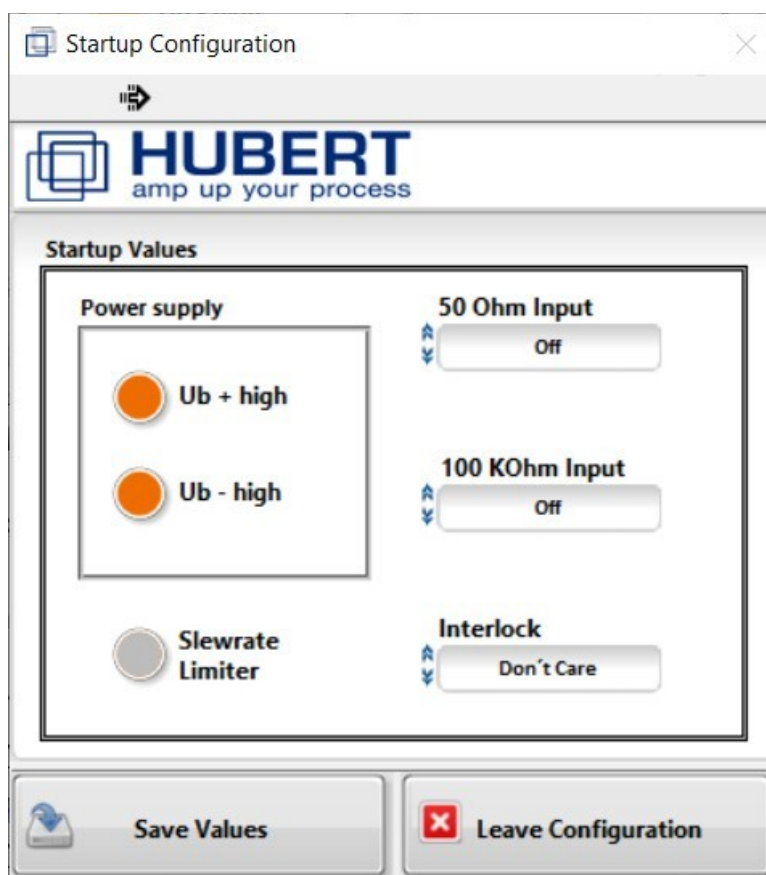 Startup Configuration
HUBERT
amp up your process
Startup Values
Power supply
Ub + high
Ub - high
Slewrate
Limiter
50 Ohm Input
Off
100 KOhm Input
Off
Interlock
Don´t Care
Save Values
Leave Configuration